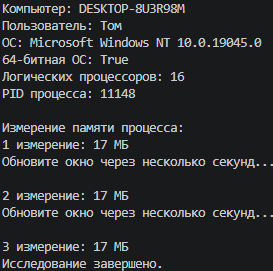 Компьютер: DESKTOP-8U3R98M
Пользователь: Том
ОС: Microsoft Windows NT 10.0.19045.0
64-битная ОС: True
Логических процессоров: 16
PID процесса: 11148
Измерение памяти процесса:
1 измерение: 17 МБ
Обновите окно через несколько секунд...
2 измерение: 17 МБ
Обновите окно через несколько секунд...
3 измерение: 17 МБ
Исследование завершено.